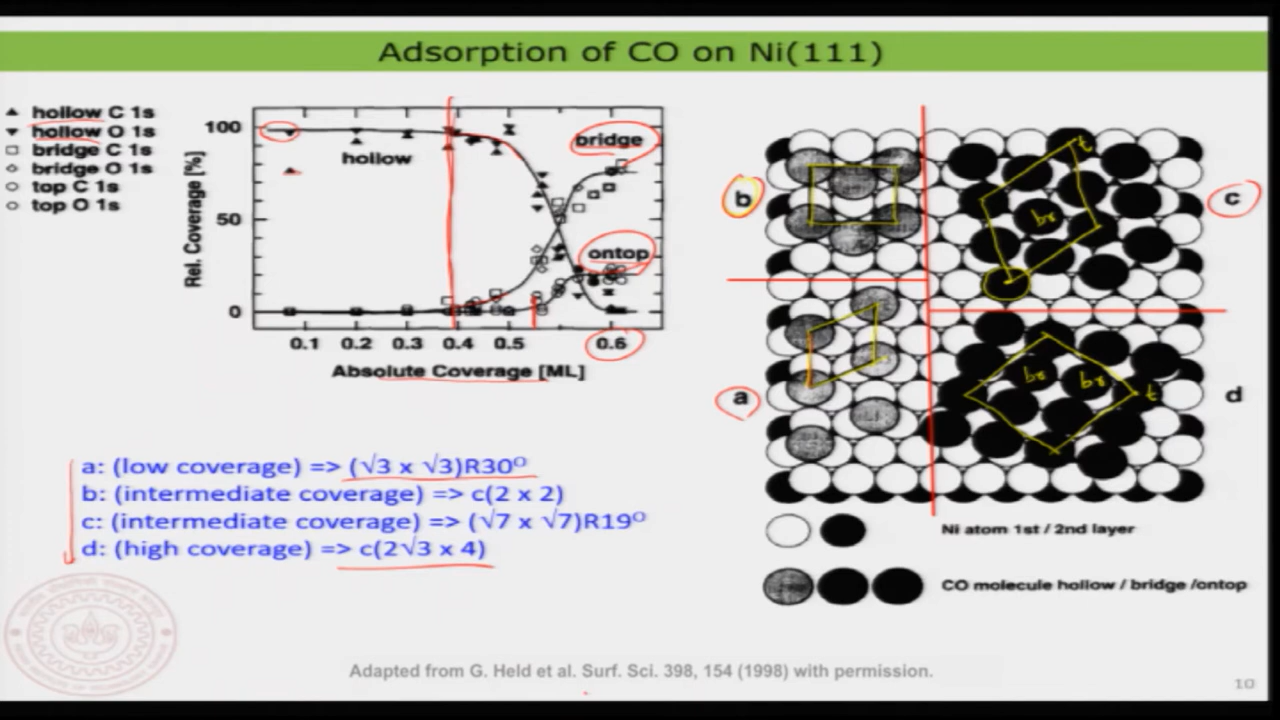 Adsorption of CO on Ni(111)
hollow C 1s
hollow O 1s
bridge C 1s
bridge O 1s
top C 1s
top O 1s
Rel. Coverage [%]
100
50
0
hollow
bridge
ontop
0.1 0.2 0.3 0.4 0.5 0.6
Absolute Coverage [ML]
b
c
a
d
t
br
br
br
t
Ni atom 1st / 2nd layer
CO molecule hollow / bridge /ontop
a: (low coverage) => (√3 x √3)R30⁰
b: (intermediate coverage) => c(2 x 2)
c: (intermediate coverage) => (√7 x √7)R19⁰
d: (high coverage) => c(2√3 x 4)
Adapted from G. Held et al. Surf. Sci. 398, 154 (1998) with permission.
10